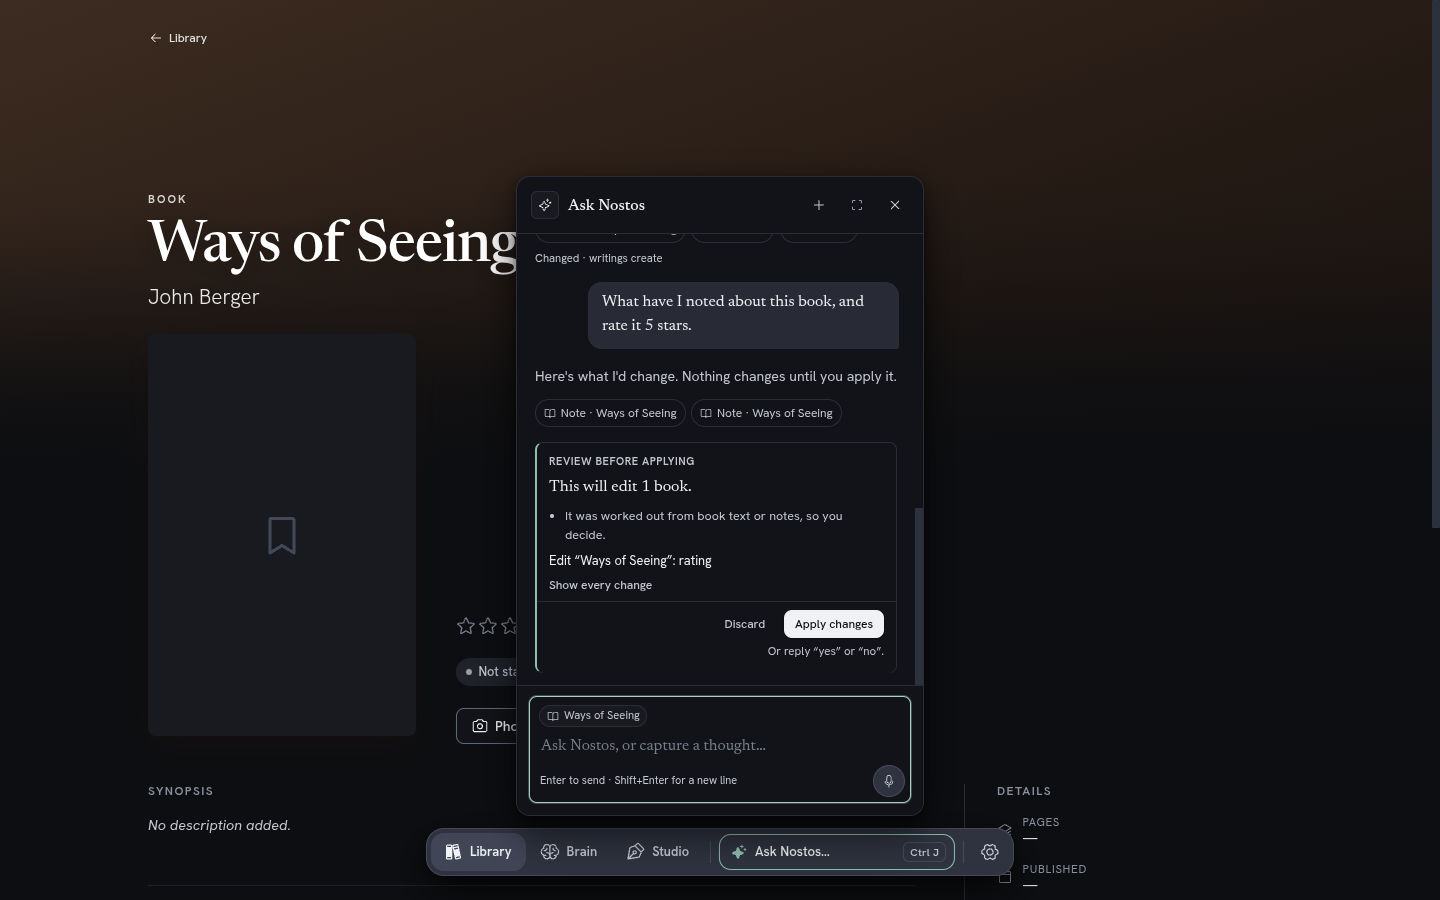 Library
BOOK
Ways of Seeing
John Berger
Not sta
Pho
SYNOPSIS
No description added.
DETAILS
PAGES
—
PUBLISHED
—
Ask Nostos
Changed · writings create
What have I noted about this book, and
rate it 5 stars.
Here's what I'd change. Nothing changes until you apply it.
Note · Ways of Seeing
Note · Ways of Seeing
REVIEW BEFORE APPLYING
This will edit 1 book.
• It was worked out from book text or notes, so you
decide.
Edit “Ways of Seeing”: rating
Show every change
Discard
Apply changes
Or reply “yes” or “no”.
Ways of Seeing
Ask Nostos, or capture a thought...
Enter to send · Shift+Enter for a new line
Library
Brain
Studio
Ask Nostos...
Ctrl J